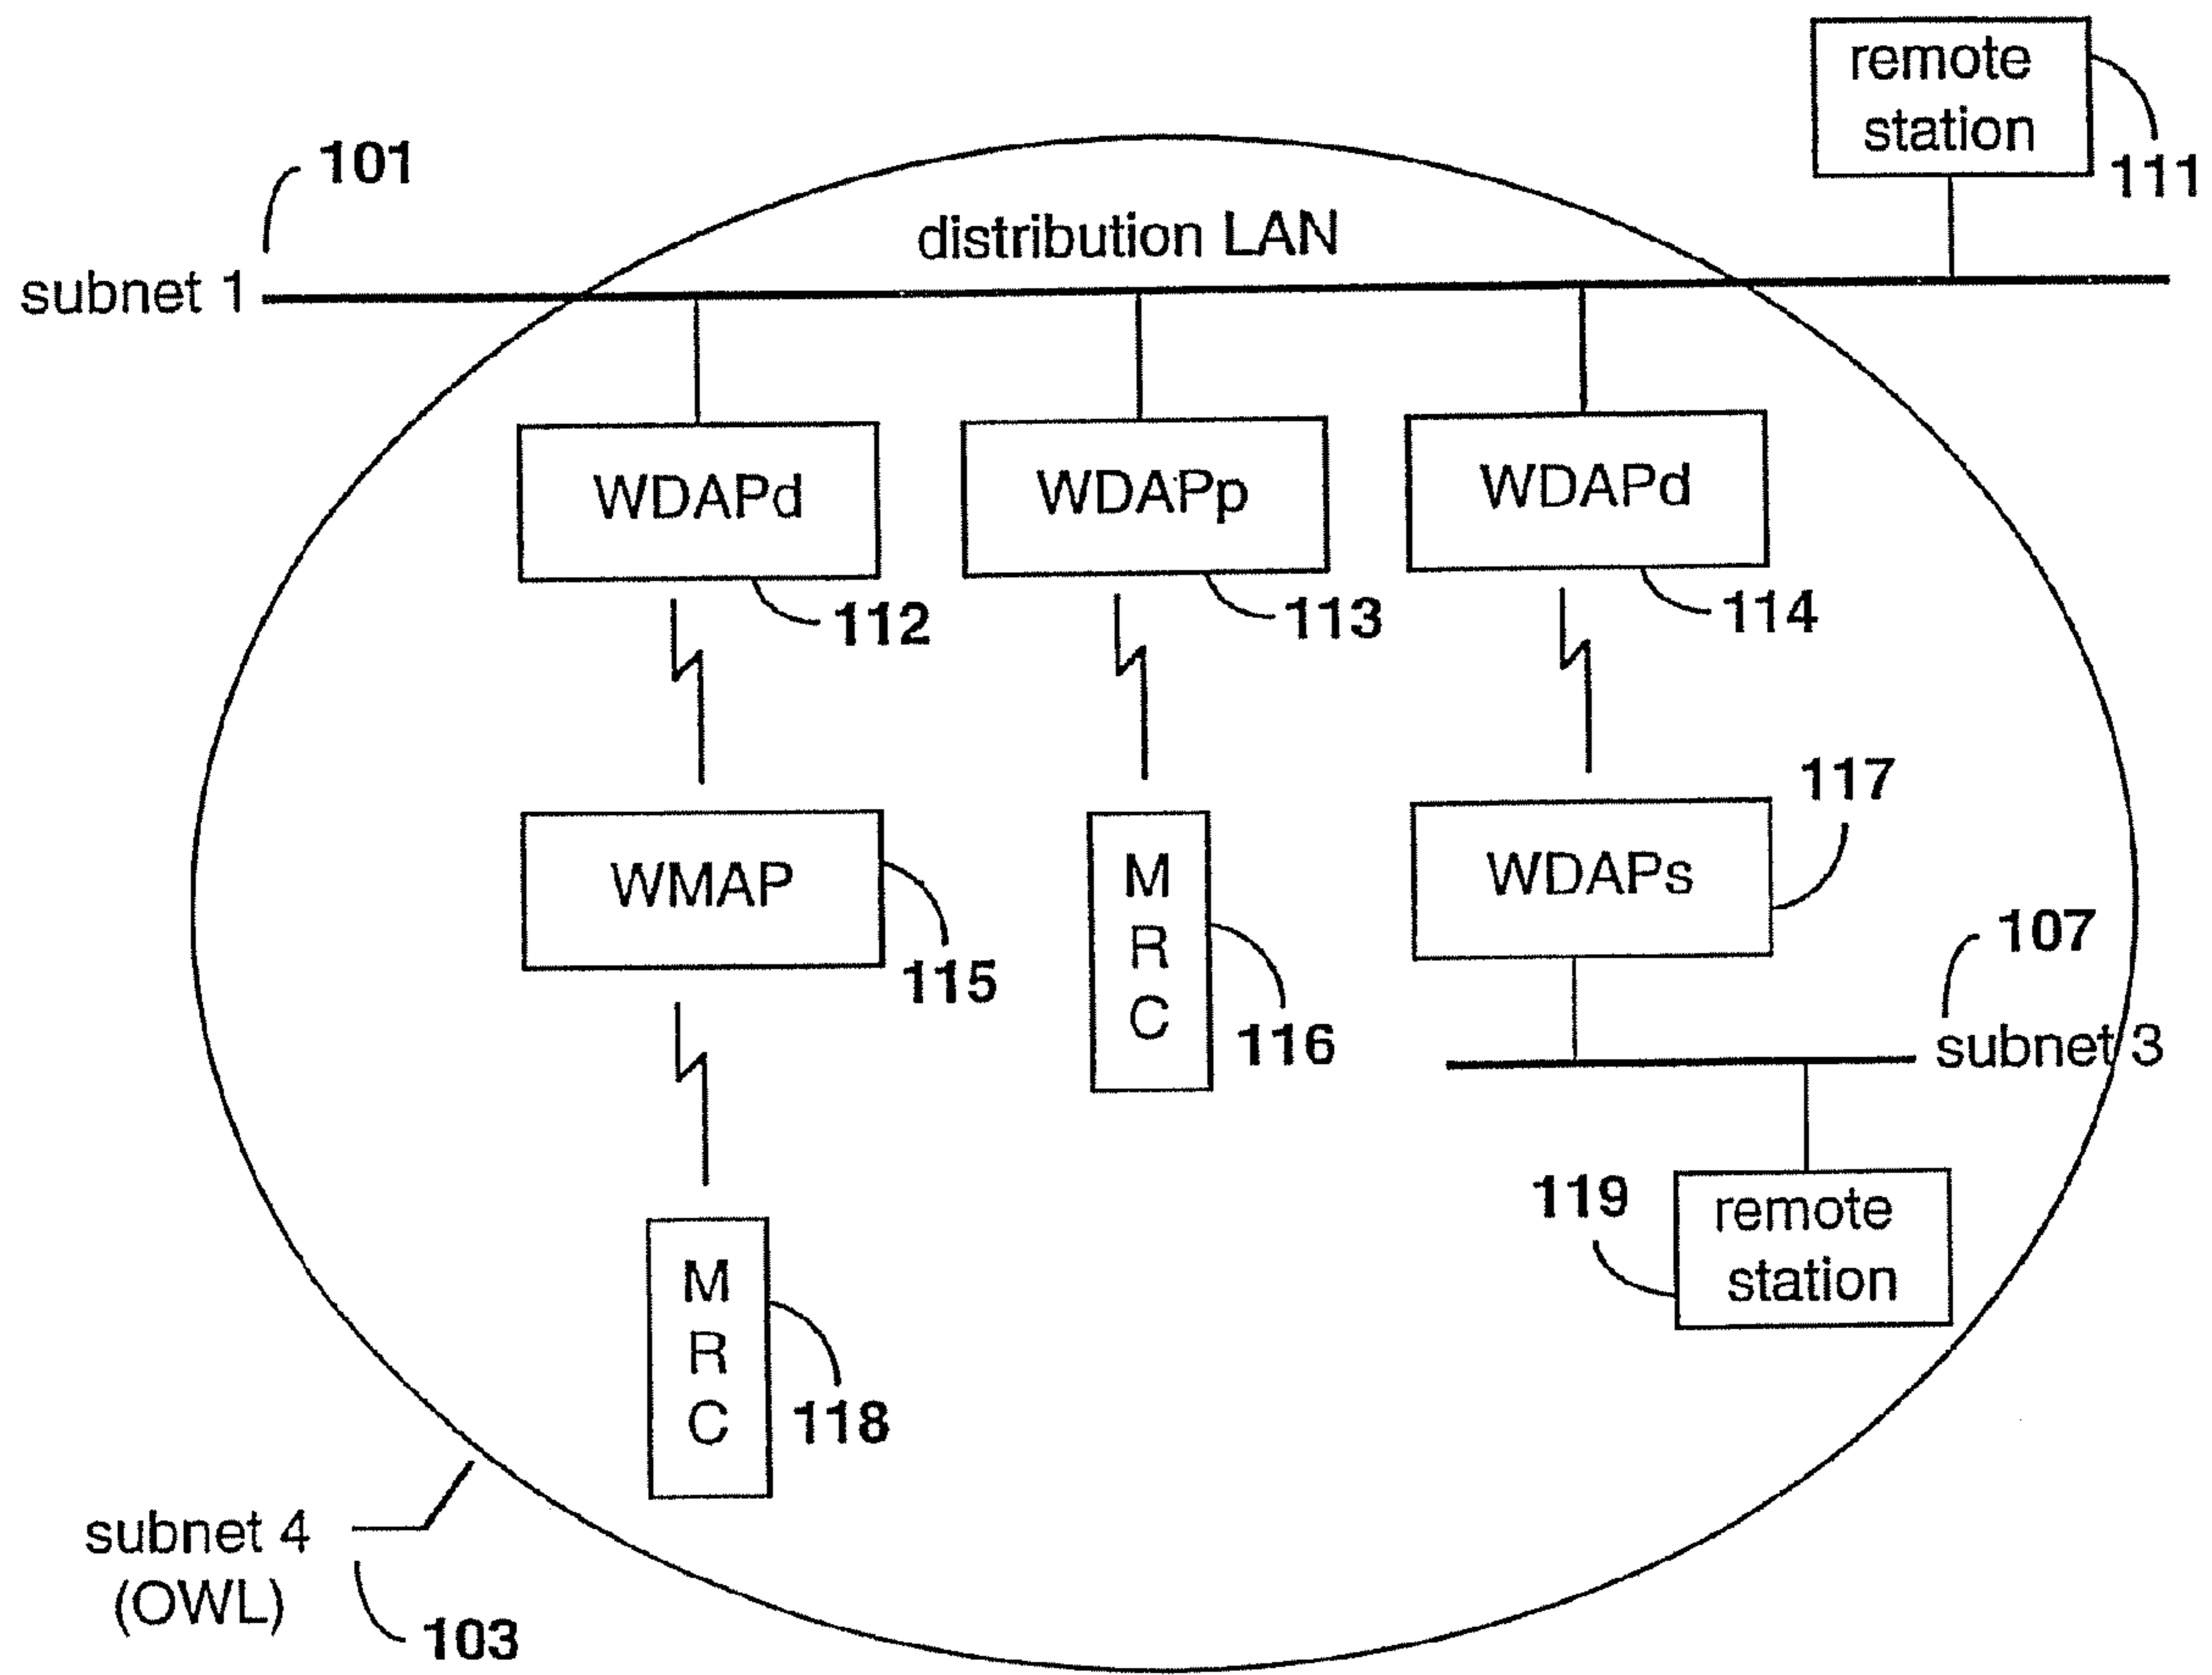 remote
station
111
101
distribution LAN
subnet 1
WDAPd
WDAPp
WDAPd
112
113
114
117
WMAP
M
R
C
WDAPs
107
115
116
subnet 3
119
remote
station
M
R
C
118
subnet 4
(OWL)
103